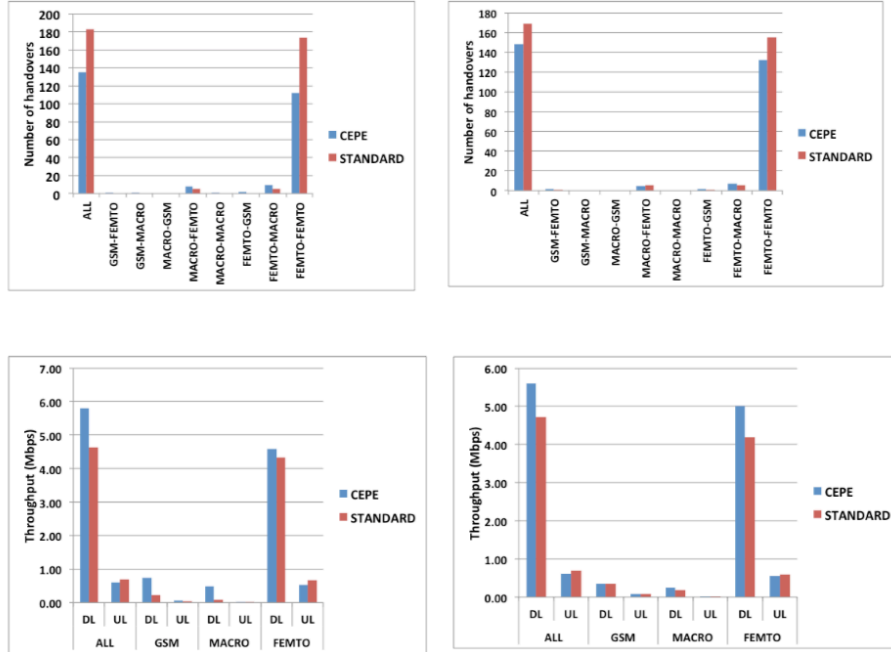 200
180
160
140
120
100
80
60
40
20
0
Number of handovers
ALL
GSM-FEMTO
GSM-MACRO
MACRO-GSM
MACRO-FEMTO
MACRO-MACRO
FEMTO-GSM
FEMTO-MACRO
FEMTO-FEMTO
CEPE
STANDARD
180
160
140
120
100
80
60
40
20
0
Number of handovers
ALL
GSM-FEMTO
GSM-MACRO
MACRO-GSM
MACRO-FEMTO
MACRO-MACRO
FEMTO-GSM
FEMTO-MACRO
FEMTO-FEMTO
CEPE
STANDARD
7.00
6.00
5.00
4.00
3.00
2.00
1.00
0.00
Throughput (Mbps)
DL UL DL UL DL UL DL UL
ALL GSM MACRO FEMTO
CEPE
STANDARD
6.00
5.00
4.00
3.00
2.00
1.00
0.00
Throughput (Mbps)
DL UL DL UL DL UL DL UL
ALL GSM MACRO FEMTO
CEPE
STANDARD